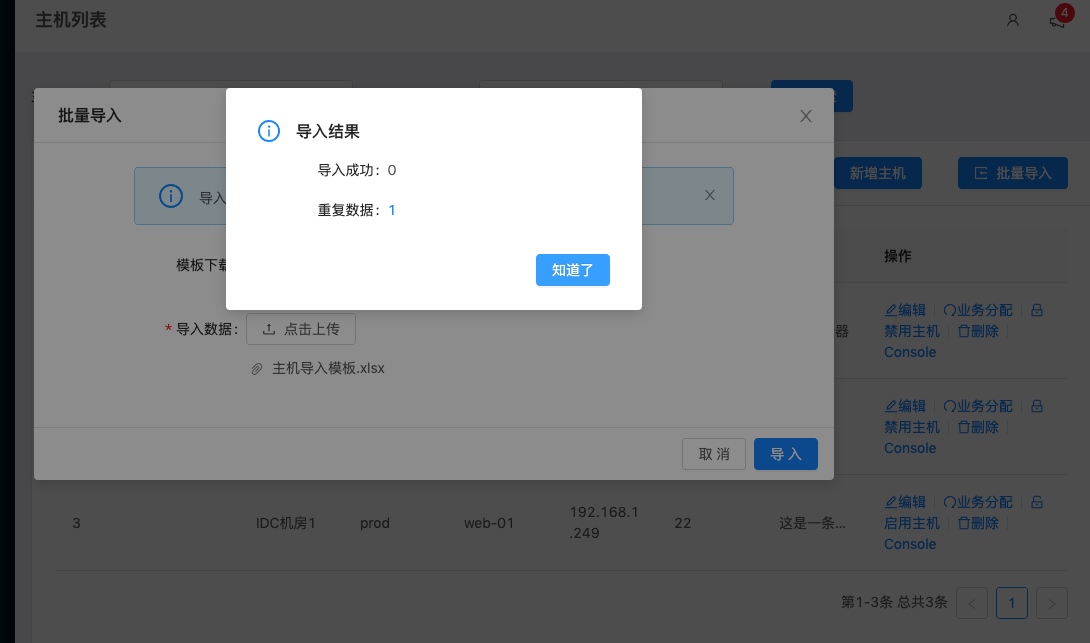 主机列表
4
批量导入
导入结果
导入成功：0
重复数据：1
知道了
导入
模板下载
* 导入数据：
点击上传
主机导入模板.xlsx
取 消
导 入
新增主机
批量导入
操作
器
编辑 业务分配
禁用主机 删除
Console
编辑 业务分配
禁用主机 删除
Console
3 IDC机房1 prod web-01 192.168.1
.249 22 这是一条...
编辑 业务分配
启用主机 删除
Console
第1-3条 总共3条 < 1 >